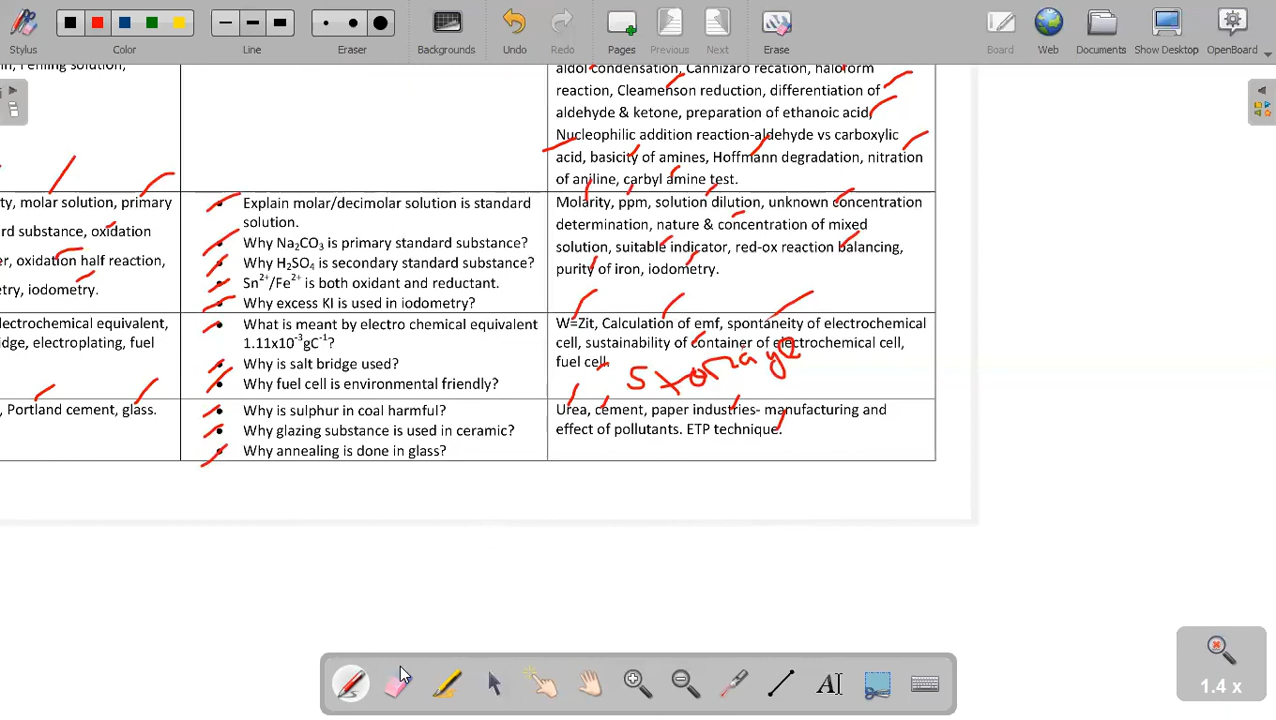 Stylus
Color
Line
Eraser
Backgrounds
Undo
Redo
Pages
Previous
Next
Erase
Board
Web
Documents
Show Desktop
OpenBoard
aldol condensation, Cannizaro recation, haloform
reaction, Cleamenson reduction, differentiation of
aldehyde & ketone, preparation of ethanoic acid,
Nucleophilic addition reaction-aldehyde vs carboxylic
acid, basicity of amines, Hoffmann degradation, nitration
of aniline, carbyl amine test.
ty, molar solution, primary
rd substance, oxidation
er, oxidation half reaction,
etry, iodometry.
• Explain molar/decimolar solution is standard
solution.
• Why Na₂CO₃ is primary standard substance?
• Why H₂SO₄ is secondary standard substance?
• Sn²⁺/Fe²⁺ is both oxidant and reductant.
• Why excess KI is used in iodometry?
Molarity, ppm, solution dilution, unknown concentration
determination, nature & concentration of mixed
solution, suitable indicator, red-ox reaction balancing,
purity of iron, iodometry.
lectrochemical equivalent,
idge, electroplating, fuel
• What is meant by electro chemical equivalent
1.11x10⁻³gC⁻¹?
• Why is salt bridge used?
• Why fuel cell is environmental friendly?
W=Zit, Calculation of emf, spontaneity of electrochemical
cell, sustainability of container of electrochemical cell,
fuel cell.
Storage
, Portland cement, glass.
• Why is sulphur in coal harmful?
• Why glazing substance is used in ceramic?
• Why annealing is done in glass?
Urea, cement, paper industries- manufacturing and
effect of pollutants. ETP technique.
1.4 x